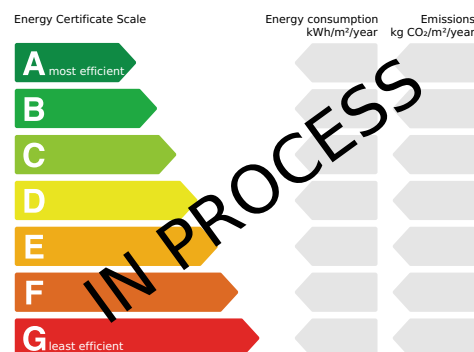 Energy Certificate Scale
Energy consumption
kWh/m²/year
Emissions
kg CO₂/m²/year
A most efficient
B
C
D
E
F
G least efficient
IN PROCESS